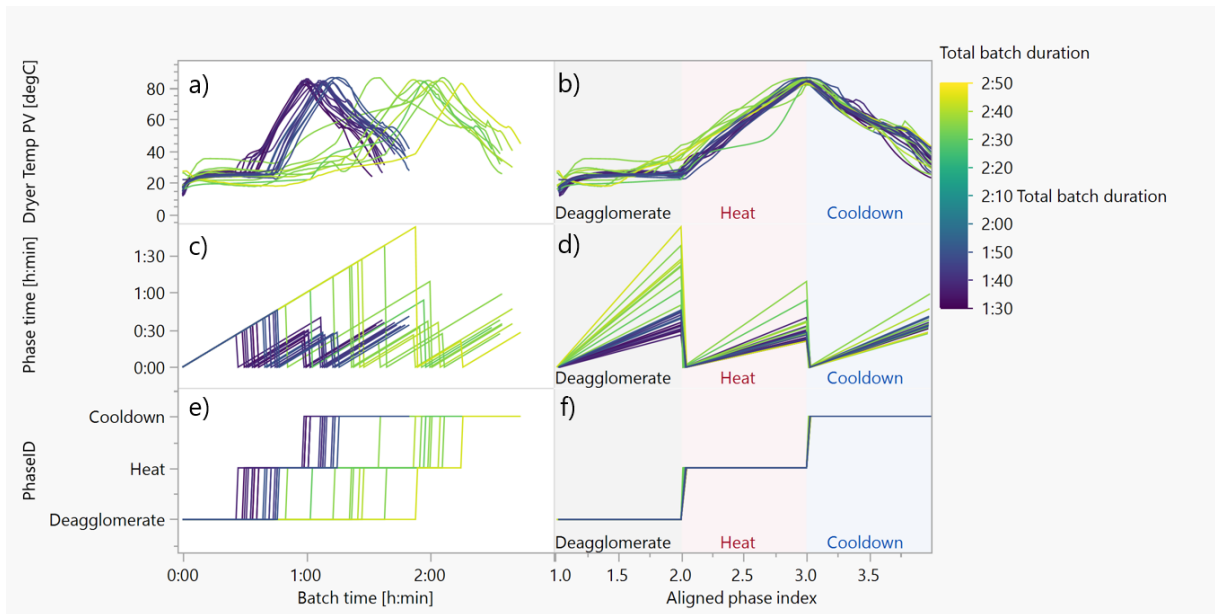 Total batch duration
a)
b)
Dryer Temp PV [degC]
80
60
40
20
0
Deagglomerate
Heat
Cooldown
2:50
2:40
2:30
2:20
2:10
2:00
1:50
1:40
1:30
Total batch duration
c)
d)
Phase time [h:min]
1:30
1:00
0:30
0:00
Deagglomerate
Heat
Cooldown
e)
f)
PhaseID
Cooldown
Heat
Deagglomerate
Deagglomerate
Heat
Cooldown
0:00
1:00
2:00
1.0
1.5
2.0
2.5
3.0
3.5
Batch time [h:min]
Aligned phase index